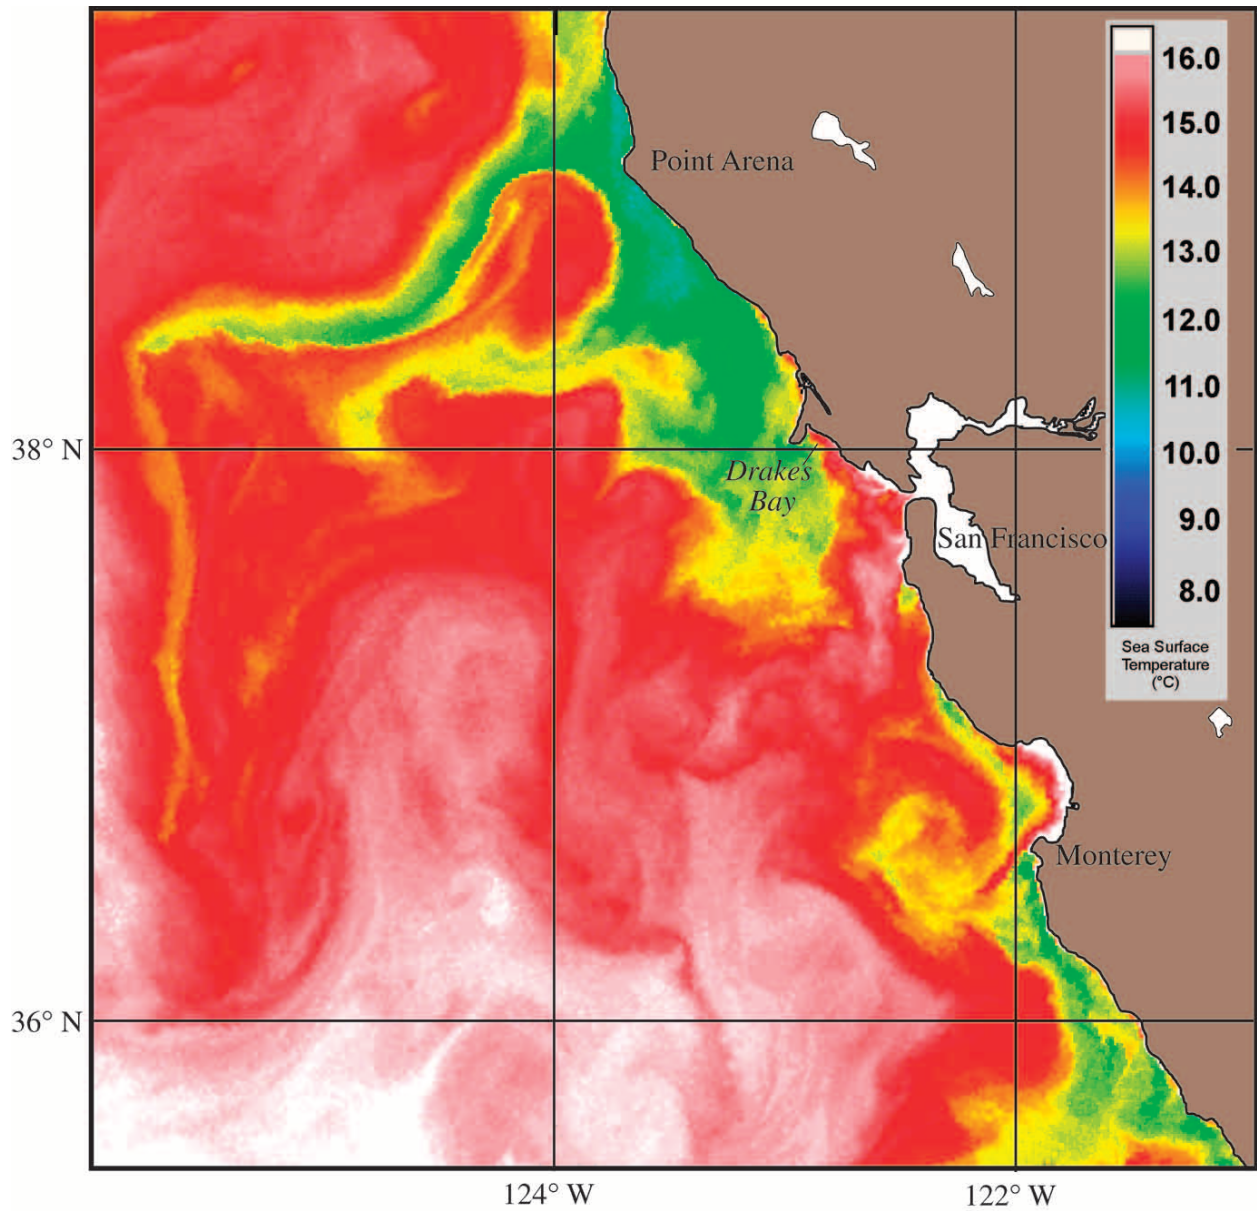 16.0
15.0
Point Arena
14.0
13.0
12.0
11.0
38° N
10.0
Drakes
Bay
9.0
San Francisco
8.0
Sea Surface
Temperature
(°C)
Monterey
36° N
124° W
122° W